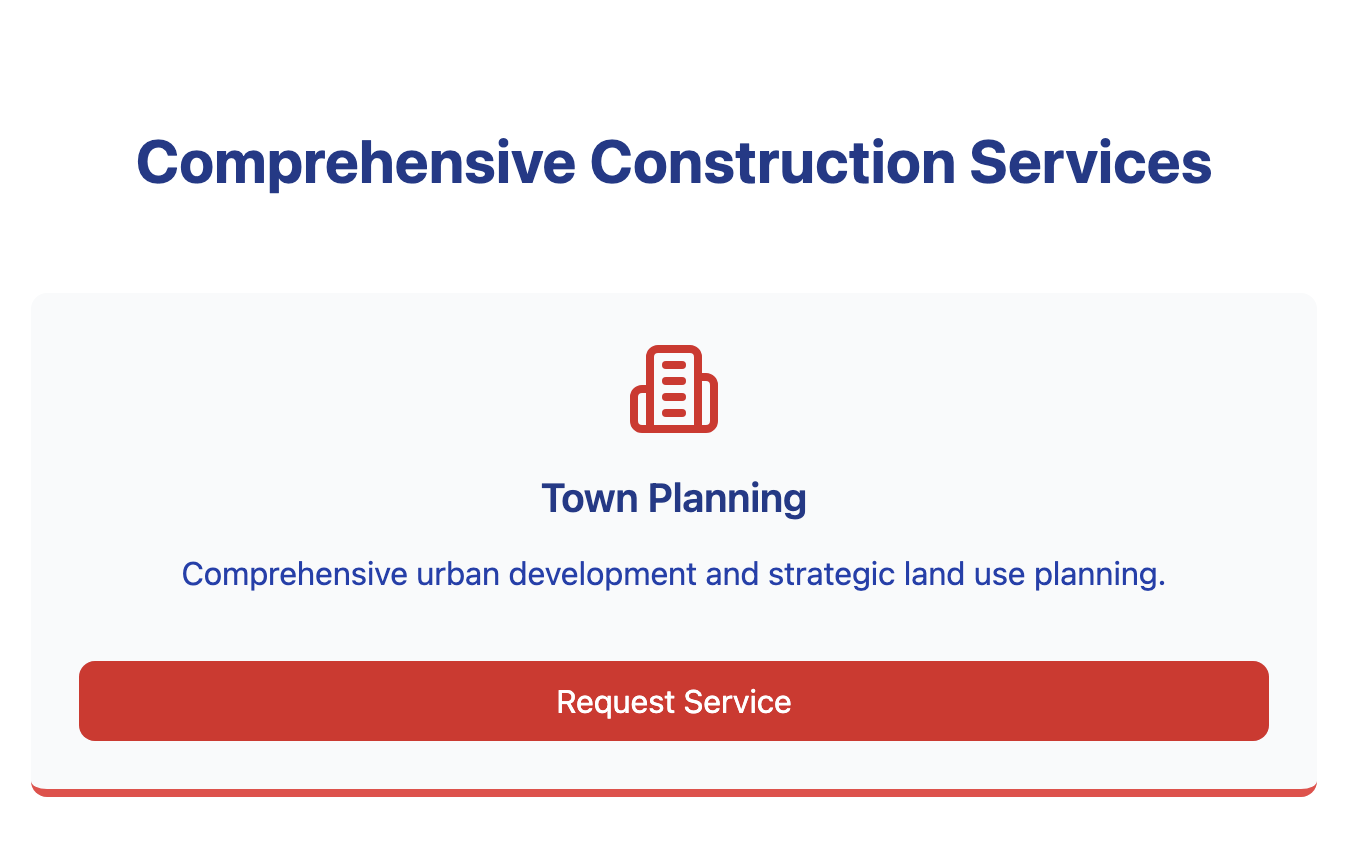 Comprehensive Construction Services
Town Planning
Comprehensive urban development and strategic land use planning.
Request Service